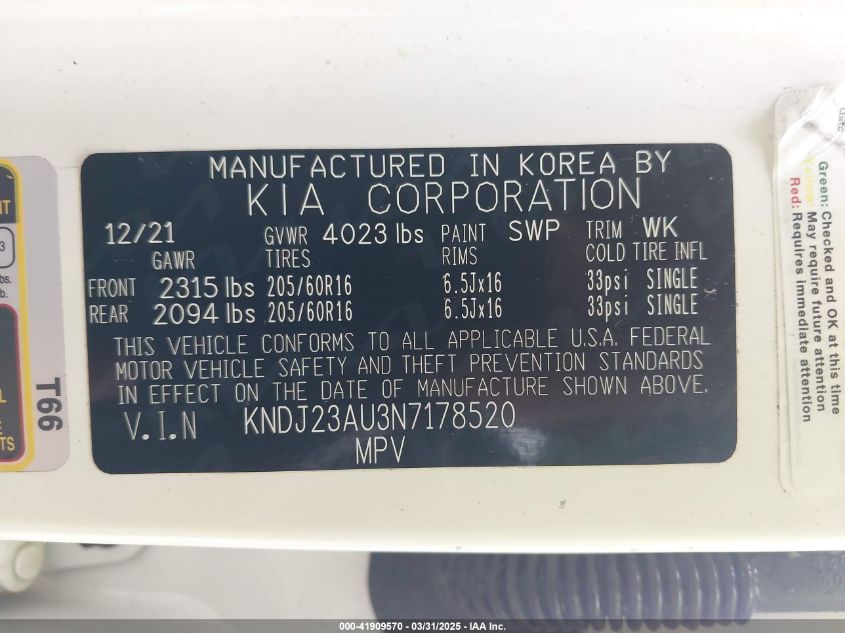 MANUFACTURED IN KOREA BY
KIA CORPORATION
12/21 GVWR 4023 lbs PAINT SWP TRIM WK
GAWR TIRES RIMS COLD TIRE INFL
FRONT 2315 lbs 205/60R16 6.5Jx16 33psi SINGLE
REAR 2094 lbs 205/60R16 6.5Jx16 33psi SINGLE
THIS VEHICLE CONFORMS TO ALL APPLICABLE U.S.A. FEDERAL
MOTOR VEHICLE SAFETY AND THEFT PREVENTION STANDARDS
IN EFFECT ON THE DATE OF MANUFACTURE SHOWN ABOVE.
V.I.N KNDJ23AU3N7178520
MPV
T66
Green: Checked and OK at this time
Yellow: May require future attention
Red: Requires immediate attention
000-41909570 - 03/31/2025 - IAA Inc.